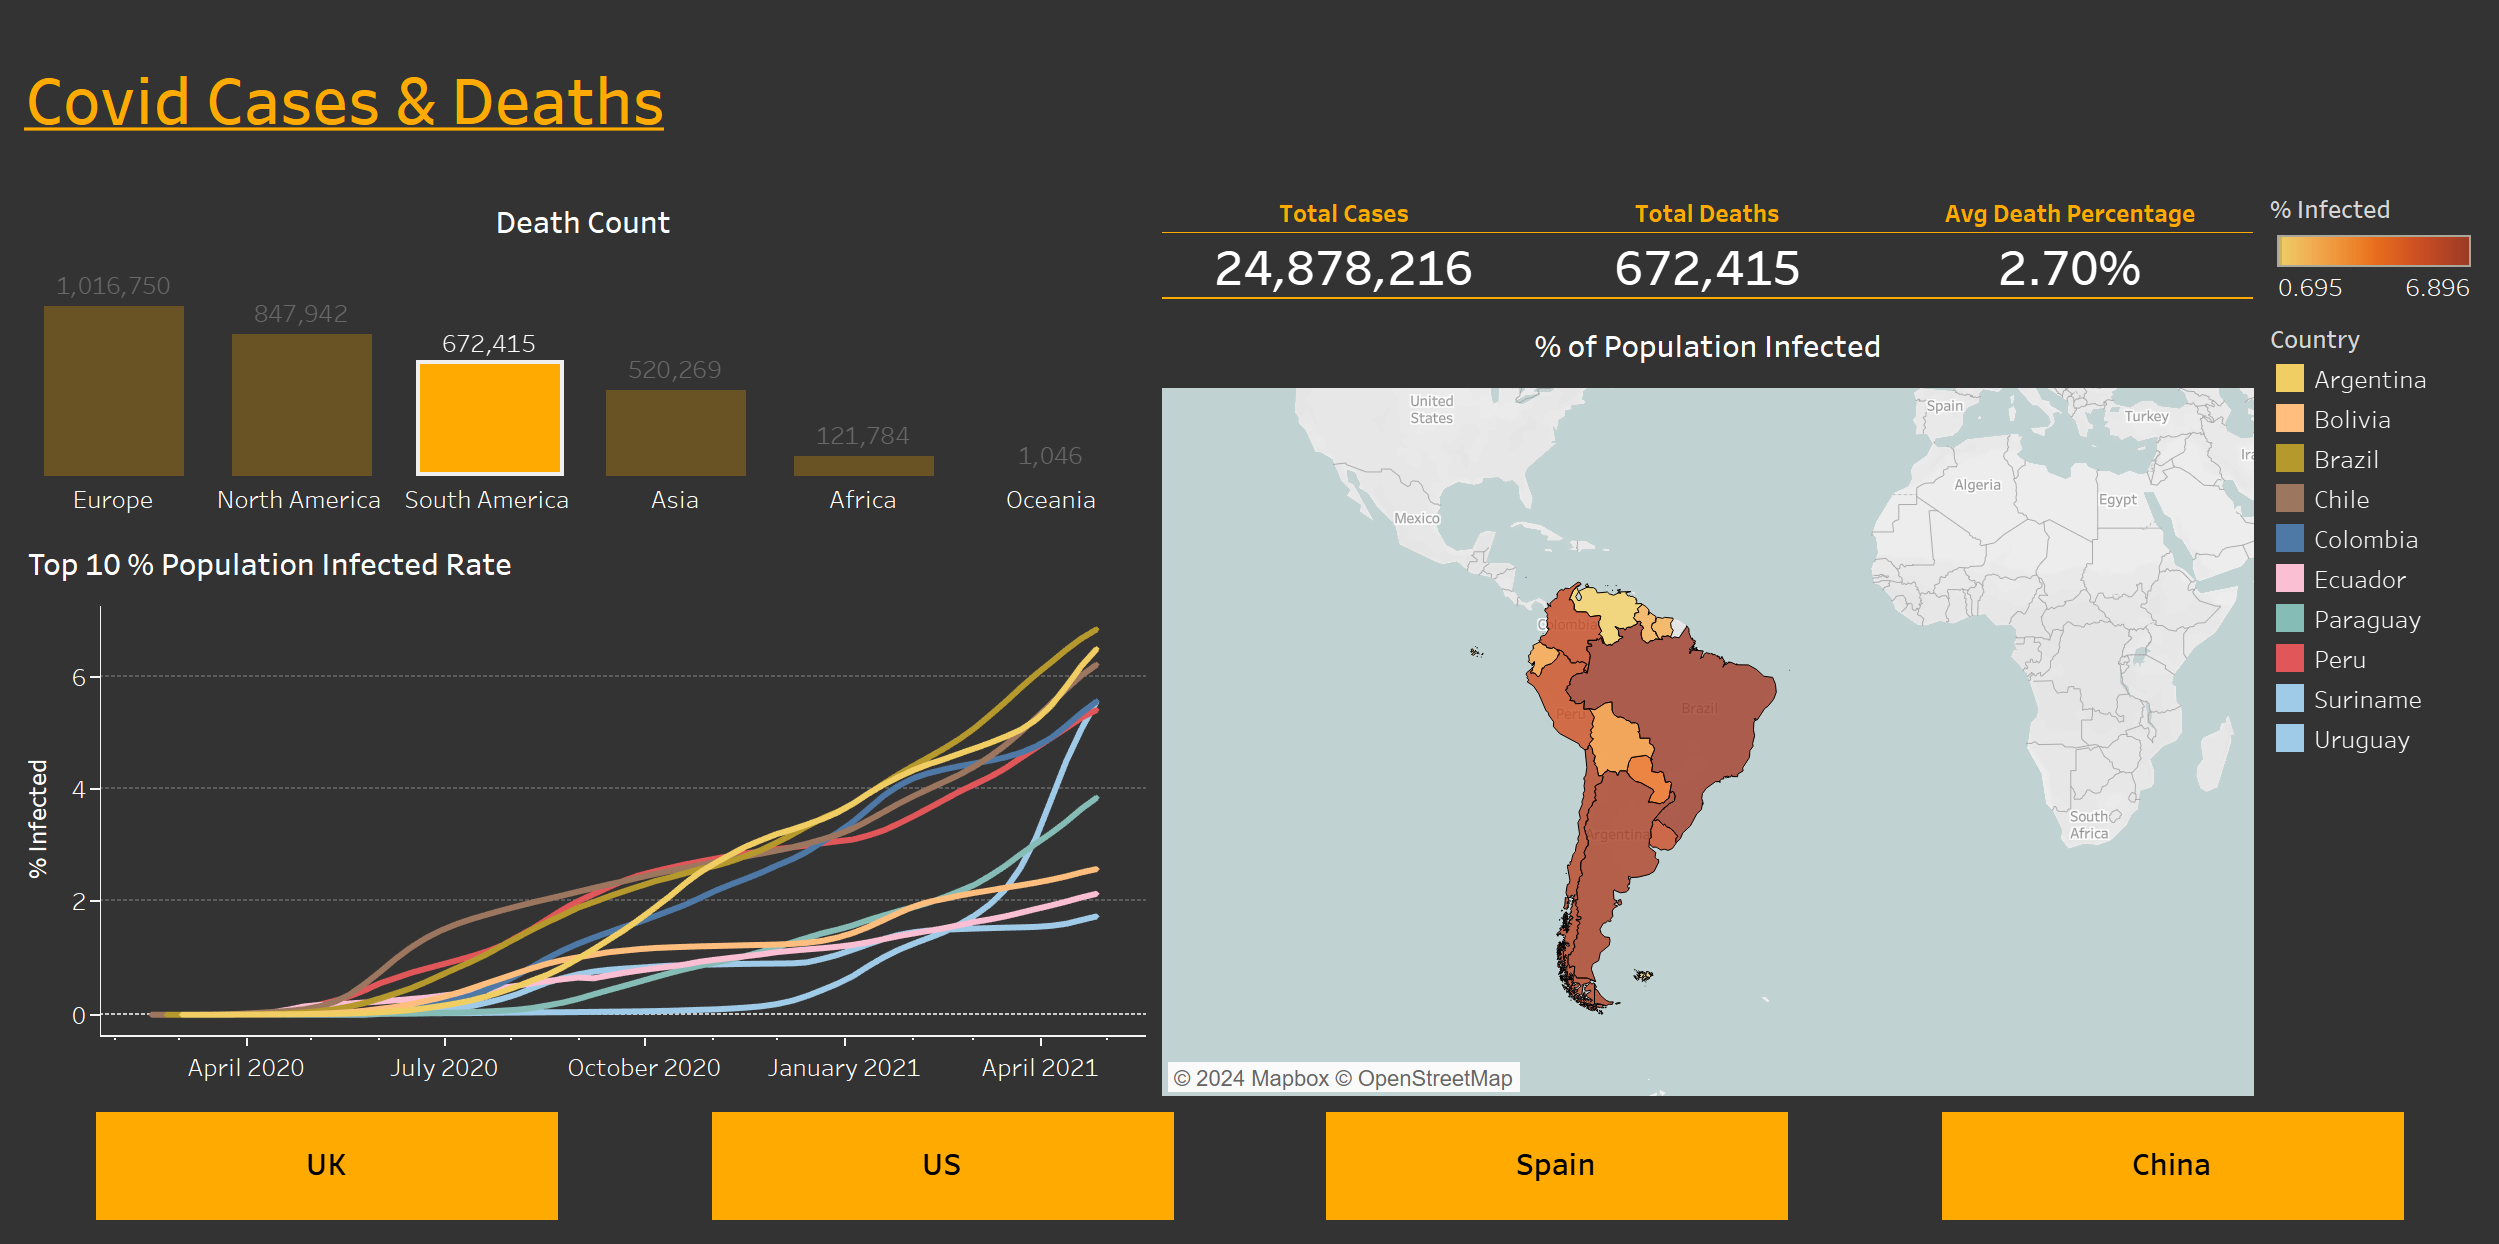 Covid Cases & Deaths
Death Count
1,016,750
847,942
672,415
520,269
121,784
1,046
Europe
North America
South America
Asia
Africa
Oceania
Total Cases
Total Deaths
Avg Death Percentage
24,878,216
672,415
2.70%
% Infected
0.695
6.896
Country
Argentina
Bolivia
Brazil
Chile
Colombia
Ecuador
Paraguay
Peru
Suriname
Uruguay
Top 10 % Population Infected Rate
% Infected
6
4
2
0
April 2020
July 2020
October 2020
January 2021
April 2021
% of Population Infected
United
States
Mexico
Spain
Turkey
Algeria
Egypt
Colombia
Peru
Brazil
Argentina
South
Africa
© 2024 Mapbox © OpenStreetMap
UK
US
Spain
China